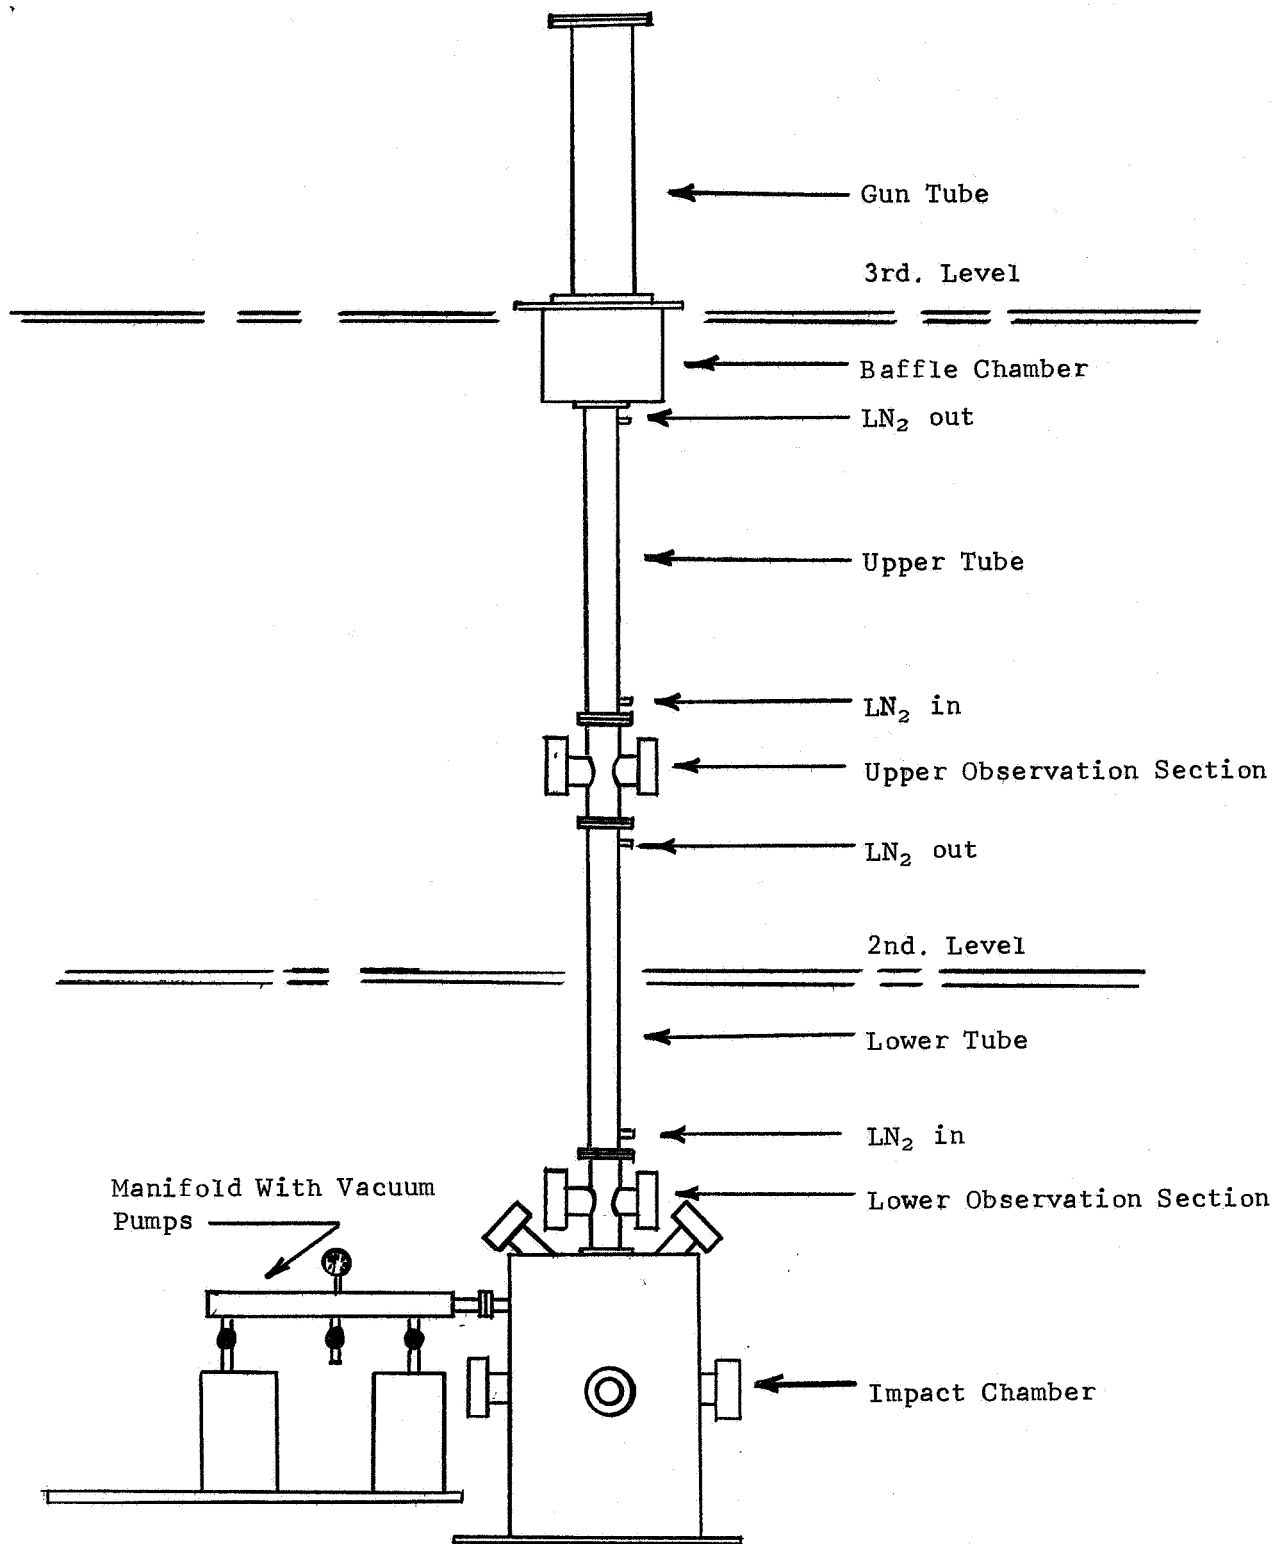 Gun Tube
3rd. Level
Baffle Chamber
LN₂ out
Upper Tube
LN₂ in
Upper Observation Section
LN₂ out
2nd. Level
Lower Tube
LN₂ in
Manifold With Vacuum
Pumps
Lower Observation Section
Impact Chamber